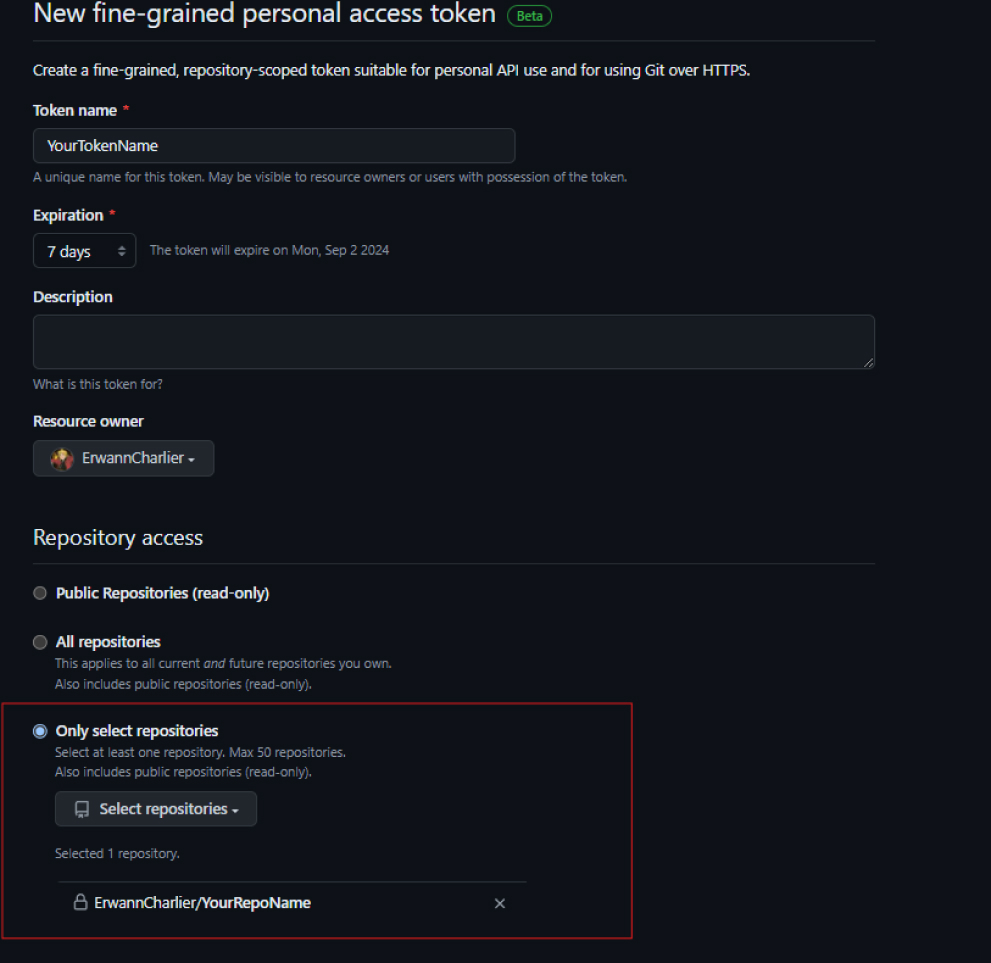 New fine-grained personal access token Beta
Create a fine-grained, repository-scoped token suitable for personal API use and for using Git over HTTPS.
Token name *
YourTokenName
A unique name for this token. May be visible to resource owners or users with possession of the token.
Expiration *
7 days The token will expire on Mon, Sep 2 2024
Description
What is this token for?
Resource owner
ErwannCharlier
Repository access
Public Repositories (read-only)
All repositories
This applies to all current and future repositories you own.
Also includes public repositories (read-only).
Only select repositories
Select at least one repository. Max 50 repositories.
Also includes public repositories (read-only).
Select repositories
Selected 1 repository.
ErwannCharlier/YourRepoName